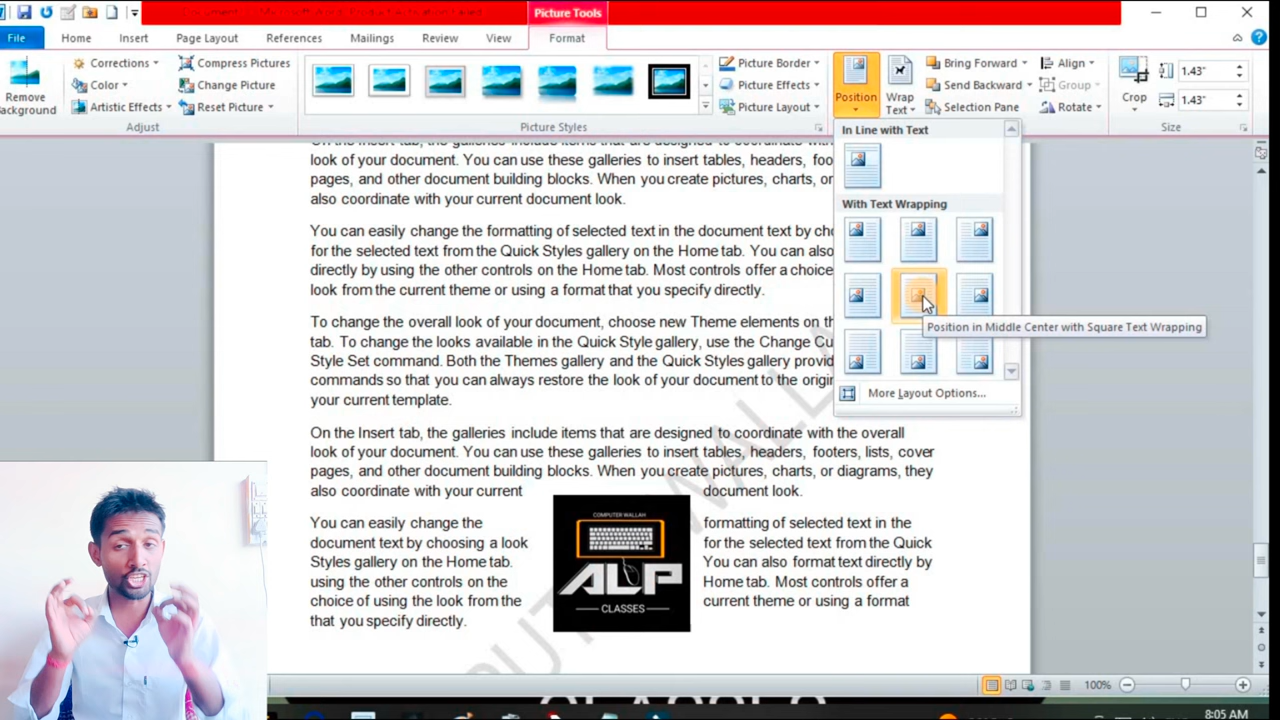 Picture Tools
File Home Insert Page Layout References Mailings Review View Format
Remove
Background
Corrections
Color
Artistic Effects
Compress Pictures
Change Picture
Reset Picture
Adjust
Picture Styles
Picture Border
Picture Effects
Picture Layout
Position
Wrap
Text
Bring Forward
Send Backward
Selection Pane
Align
Group
Rotate
Crop
1.43"
1.43"
Size
In Line with Text
With Text Wrapping
Position in Middle Center with Square Text Wrapping
More Layout Options...
On the Insert tab, the galleries include items that are designed to coordinate with
look of your document. You can use these galleries to insert tables, headers,
pages, and other document building blocks. When you create pictures, charts, or
also coordinate with your current document look.
You can easily change the formatting of selected text in the document text by
for the selected text from the Quick Styles gallery on the Home tab. You can also
directly by using the other controls on the Home tab. Most controls offer a choice
look from the current theme or using a format that you specify directly.
To change the overall look of your document, choose new Theme elements on
tab. To change the looks available in the Quick Style gallery, use the Change
Style Set command. Both the Themes gallery and the Quick Styles gallery
commands so that you can always restore the look of your document to the
your current template.
On the Insert tab, the galleries include items that are designed to coordinate with the overall
look of your document. You can use these galleries to insert tables, headers, footers, lists, cover
pages, and other document building blocks. When you create pictures, charts, or diagrams, they
also coordinate with your current document look.
You can easily change the formatting of selected text in the
document text by choosing a look for the selected text from the Quick
Styles gallery on the Home tab. You can also format text directly by
using the other controls on the Home tab. Most controls offer a
choice of using the look from the current theme or using a format
that you specify directly.
COMPUTER WALLAH
ALP
CLASSES
100%
8:05 AM